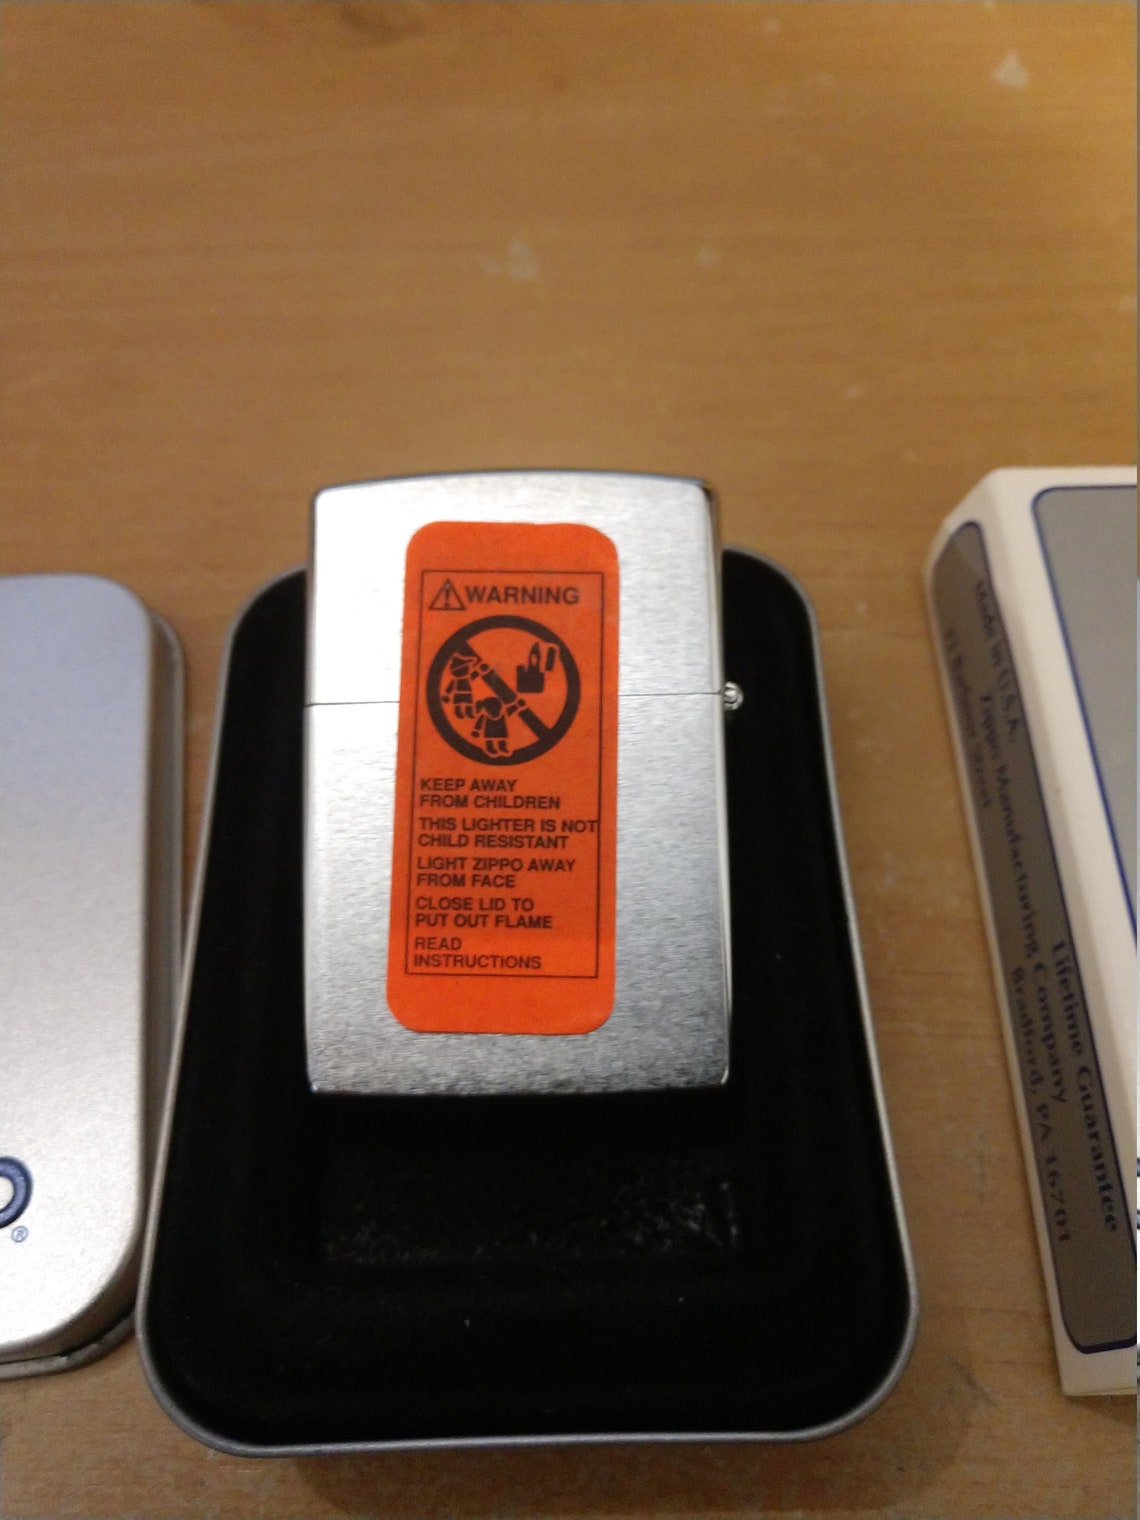 WARNING
KEEP AWAY
FROM CHILDREN
THIS LIGHTER IS NOT
CHILD RESISTANT
LIGHT ZIPPO AWAY
FROM FACE
CLOSE LID TO
PUT OUT FLAME
READ
INSTRUCTIONS
O®
Lifetime Guarantee
Made in U.S.A.
Zippo Manufacturing Company
Bradford, PA 16701